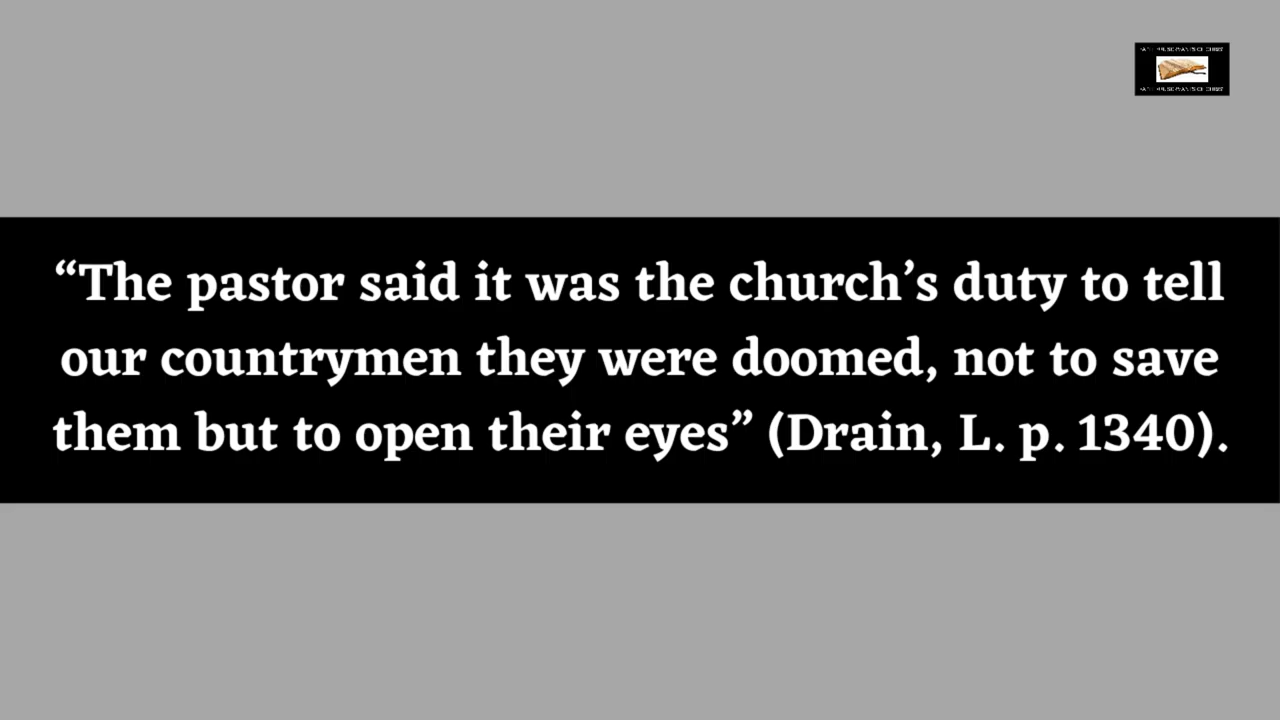 “The pastor said it was the church’s duty to tell
our countrymen they were doomed, not to save
them but to open their eyes” (Drain, L. p. 1340).